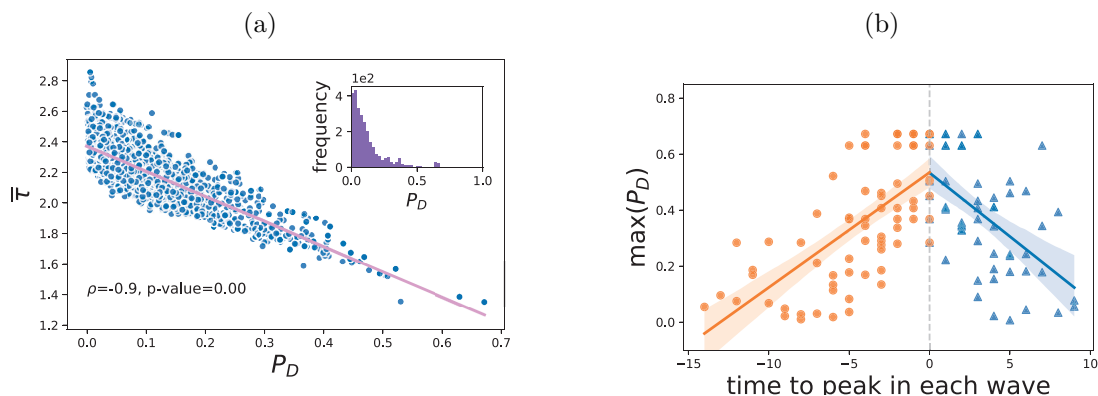 (a)
2.8
2.6
2.4
2.2
2.0
1.8
1.6
1.4
1.2
τ̅
0.0 0.1 0.2 0.3 0.4 0.5 0.6 0.7
P_D
ρ=-0.9, p-value=0.00
1e2
4
2
0
frequency
0.0 0.5 1.0
P_D
(b)
0.8
0.6
0.4
0.2
0.0
max(P_D)
−15 −10 −5 0 5 10
time to peak in each wave